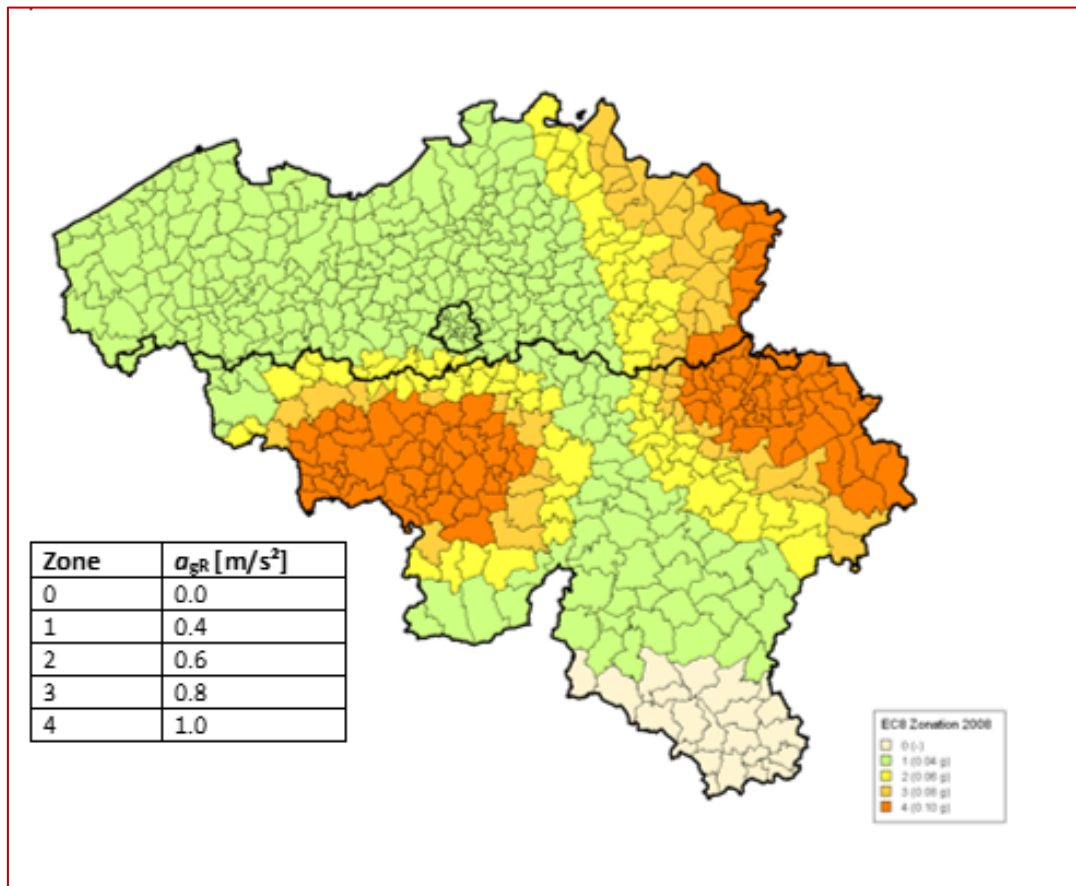 Zone a_gR [m/s²]
0 0.0
1 0.4
2 0.6
3 0.8
4 1.0
EC8 Zonation 2008
0 (-)
1 (0.04 g)
2 (0.06 g)
3 (0.08 g)
4 (0.10 g)